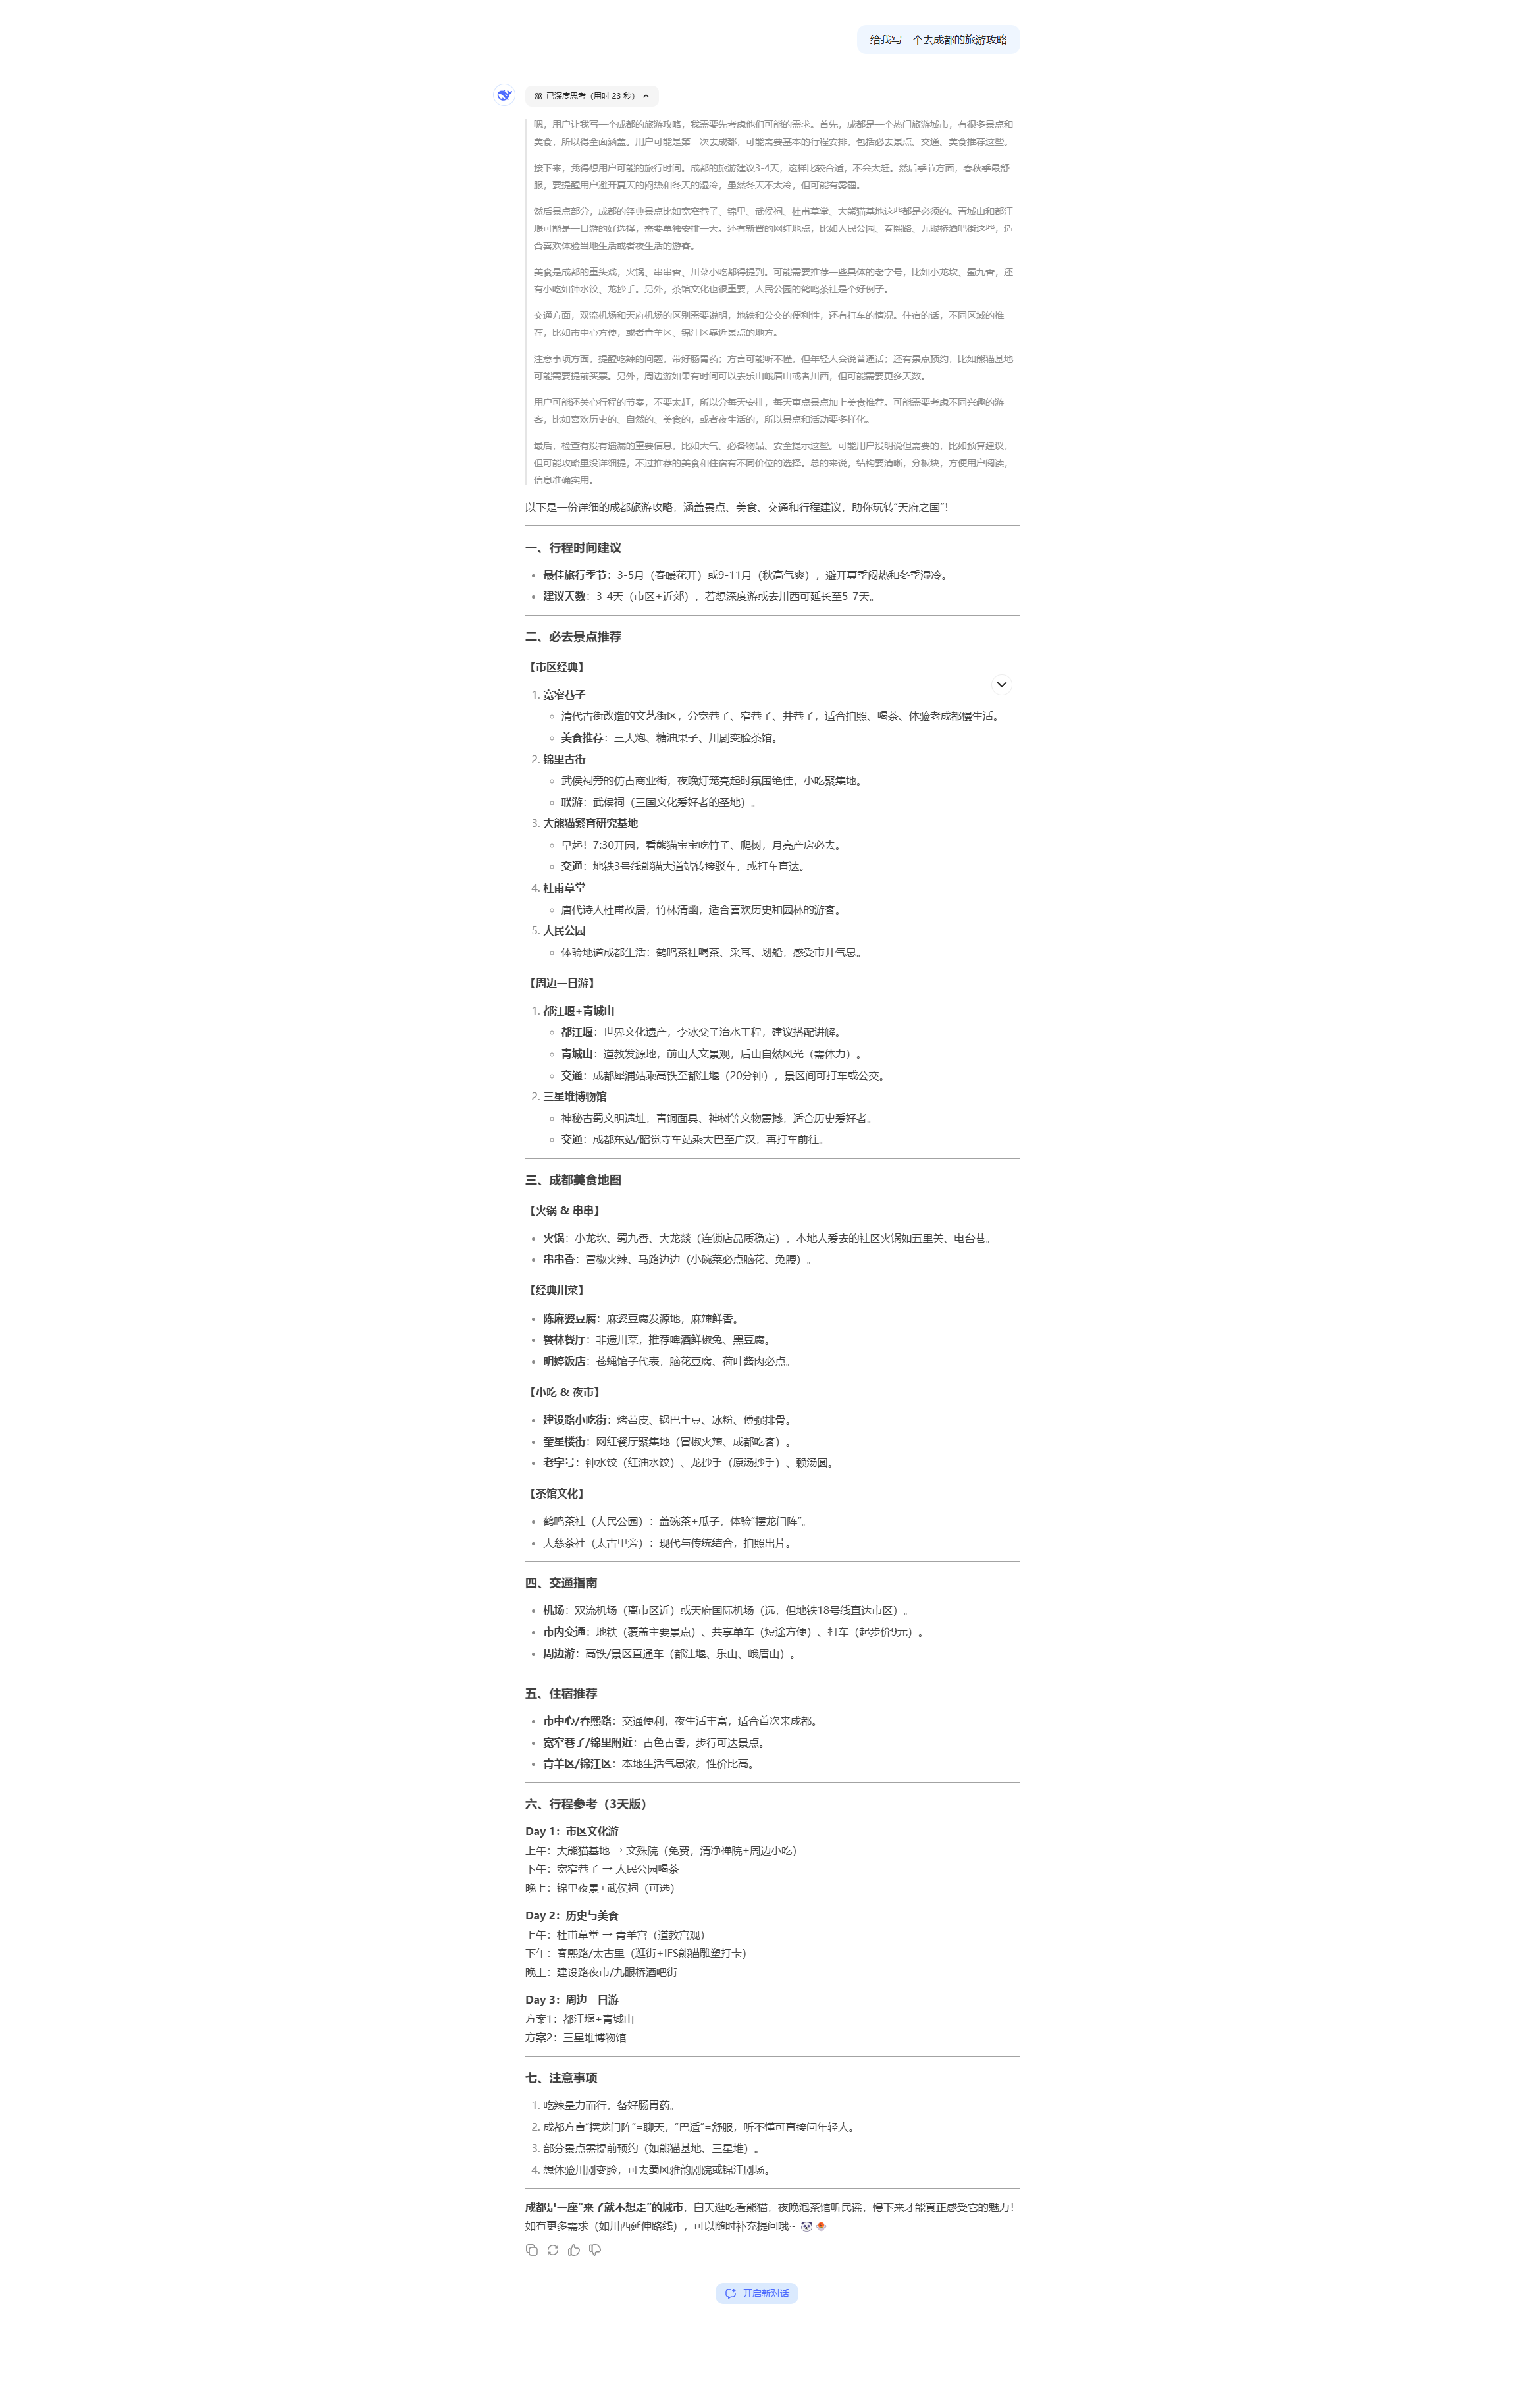 给我写一个去成都的旅游攻略
已深度思考（用时 23 秒）
嗯，用户让我写一个成都的旅游攻略，我需要先考虑他们可能的需求。首先，成都是一个热门旅游城市，有很多景点和
美食，所以得全面涵盖。用户可能是第一次去成都，可能需要基本的行程安排，包括必去景点、交通、美食推荐这些。
接下来，我得想用户可能的旅行时间。成都的旅游建议3-4天，这样比较合适，不会太赶。然后季节方面，春秋季最舒
服，要提醒用户避开夏天的闷热和冬天的湿冷，虽然冬天不太冷，但可能有雾霾。
然后景点部分，成都的经典景点比如宽窄巷子、锦里、武侯祠、杜甫草堂、大熊猫基地这些都是必须的。青城山和都江
堰可能是一日游的好选择，需要单独安排一天。还有新晋的网红地点，比如人民公园、春熙路、九眼桥酒吧街这些，适
合喜欢体验当地生活或者夜生活的游客。
美食是成都的重头戏，火锅、串串香、川菜小吃都得提到。可能需要推荐一些具体的老字号，比如小龙坎、蜀九香，还
有小吃如钟水饺、龙抄手。另外，茶馆文化也很重要，人民公园的鹤鸣茶社是个好例子。
交通方面，双流机场和天府机场的区别需要说明，地铁和公交的便利性，还有打车的情况。住宿的话，不同区域的推
荐，比如市中心方便，或者青羊区、锦江区靠近景点的地方。
注意事项方面，提醒吃辣的问题，带好肠胃药；方言可能听不懂，但年轻人会说普通话；还有景点预约，比如熊猫基地
可能需要提前买票。另外，周边游如果有时间可以去乐山峨眉山或者川西，但可能需要更多天数。
用户可能还关心行程的节奏，不要太赶，所以分每天安排，每天重点景点加上美食推荐。可能需要考虑不同兴趣的游
客，比如喜欢历史的、自然的、美食的，或者夜生活的，所以景点和活动要多样化。
最后，检查有没有遗漏的重要信息，比如天气、必备物品、安全提示这些。可能用户没明说但需要的，比如预算建议，
但可能攻略里没详细提，不过推荐的美食和住宿有不同价位的选择。总的来说，结构要清晰，分板块，方便用户阅读，
信息准确实用。
以下是一份详细的成都旅游攻略，涵盖景点、美食、交通和行程建议，助你玩转“天府之国”！
一、行程时间建议
• 最佳旅行季节：3-5月（春暖花开）或9-11月（秋高气爽），避开夏季闷热和冬季湿冷。
• 建议天数：3-4天（市区+近郊），若想深度游或去川西可延长至5-7天。
二、必去景点推荐
【市区经典】
1. 宽窄巷子
◦ 清代古街改造的文艺街区，分宽巷子、窄巷子、井巷子，适合拍照、喝茶、体验老成都慢生活。
◦ 美食推荐：三大炮、糖油果子、川剧变脸茶馆。
2. 锦里古街
◦ 武侯祠旁的仿古商业街，夜晚灯笼亮起时氛围绝佳，小吃聚集地。
◦ 联游：武侯祠（三国文化爱好者的圣地）。
3. 大熊猫繁育研究基地
◦ 早起！7:30开园，看熊猫宝宝吃竹子、爬树，月亮产房必去。
◦ 交通：地铁3号线熊猫大道站转接驳车，或打车直达。
4. 杜甫草堂
◦ 唐代诗人杜甫故居，竹林清幽，适合喜欢历史和园林的游客。
5. 人民公园
◦ 体验地道成都生活：鹤鸣茶社喝茶、采耳、划船，感受市井气息。
【周边一日游】
1. 都江堰+青城山
◦ 都江堰：世界文化遗产，李冰父子治水工程，建议搭配讲解。
◦ 青城山：道教发源地，前山人文景观，后山自然风光（需体力）。
◦ 交通：成都犀浦站乘高铁至都江堰（20分钟），景区间可打车或公交。
2. 三星堆博物馆
◦ 神秘古蜀文明遗址，青铜面具、神树等文物震撼，适合历史爱好者。
◦ 交通：成都东站/昭觉寺车站乘大巴至广汉，再打车前往。
三、成都美食地图
【火锅 & 串串】
• 火锅：小龙坎、蜀九香、大龙燚（连锁店品质稳定），本地人爱去的社区火锅如五里关、电台巷。
• 串串香：冒椒火辣、马路边边（小碗菜必点脑花、兔腰）。
【经典川菜】
• 陈麻婆豆腐：麻婆豆腐发源地，麻辣鲜香。
• 饕林餐厅：非遗川菜，推荐啤酒鲜椒兔、黑豆腐。
• 明婷饭店：苍蝇馆子代表，脑花豆腐、荷叶酱肉必点。
【小吃 & 夜市】
• 建设路小吃街：烤苕皮、锅巴土豆、冰粉、傅强排骨。
• 奎星楼街：网红餐厅聚集地（冒椒火辣、成都吃客）。
• 老字号：钟水饺（红油水饺）、龙抄手（原汤抄手）、赖汤圆。
【茶馆文化】
• 鹤鸣茶社（人民公园）：盖碗茶+瓜子，体验“摆龙门阵”。
• 大慈茶社（太古里旁）：现代与传统结合，拍照出片。
四、交通指南
• 机场：双流机场（离市区近）或天府国际机场（远，但地铁18号线直达市区）。
• 市内交通：地铁（覆盖主要景点）、共享单车（短途方便）、打车（起步价9元）。
• 周边游：高铁/景区直通车（都江堰、乐山、峨眉山）。
五、住宿推荐
• 市中心/春熙路：交通便利，夜生活丰富，适合首次来成都。
• 宽窄巷子/锦里附近：古色古香，步行可达景点。
• 青羊区/锦江区：本地生活气息浓，性价比高。
六、行程参考（3天版）
Day 1：市区文化游
上午：大熊猫基地 → 文殊院（免费，清净禅院+周边小吃）
下午：宽窄巷子 → 人民公园喝茶
晚上：锦里夜景+武侯祠（可选）
Day 2：历史与美食
上午：杜甫草堂 → 青羊宫（道教宫观）
下午：春熙路/太古里（逛街+IFS熊猫雕塑打卡）
晚上：建设路夜市/九眼桥酒吧街
Day 3：周边一日游
方案1：都江堰+青城山
方案2：三星堆博物馆
七、注意事项
1. 吃辣量力而行，备好肠胃药。
2. 成都方言“摆龙门阵”=聊天，“巴适”=舒服，听不懂可直接问年轻人。
3. 部分景点需提前预约（如熊猫基地、三星堆）。
4. 想体验川剧变脸，可去蜀风雅韵剧院或锦江剧场。
成都是一座“来了就不想走”的城市，白天逛吃看熊猫，夜晚泡茶馆听民谣，慢下来才能真正感受它的魅力！
如有更多需求（如川西延伸路线），可以随时补充提问哦~
开启新对话